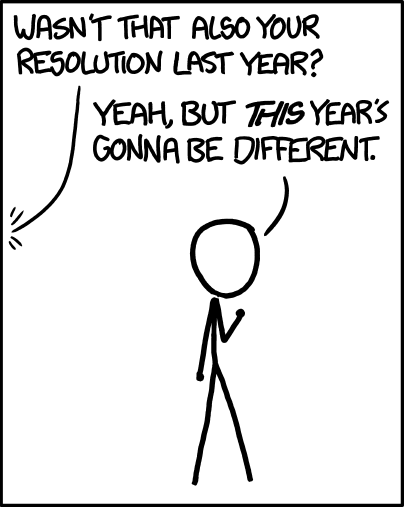 WASN'T THAT ALSO YOUR
RESOLUTION LAST YEAR?
YEAH, BUT THIS YEAR'S
GONNA BE DIFFERENT.